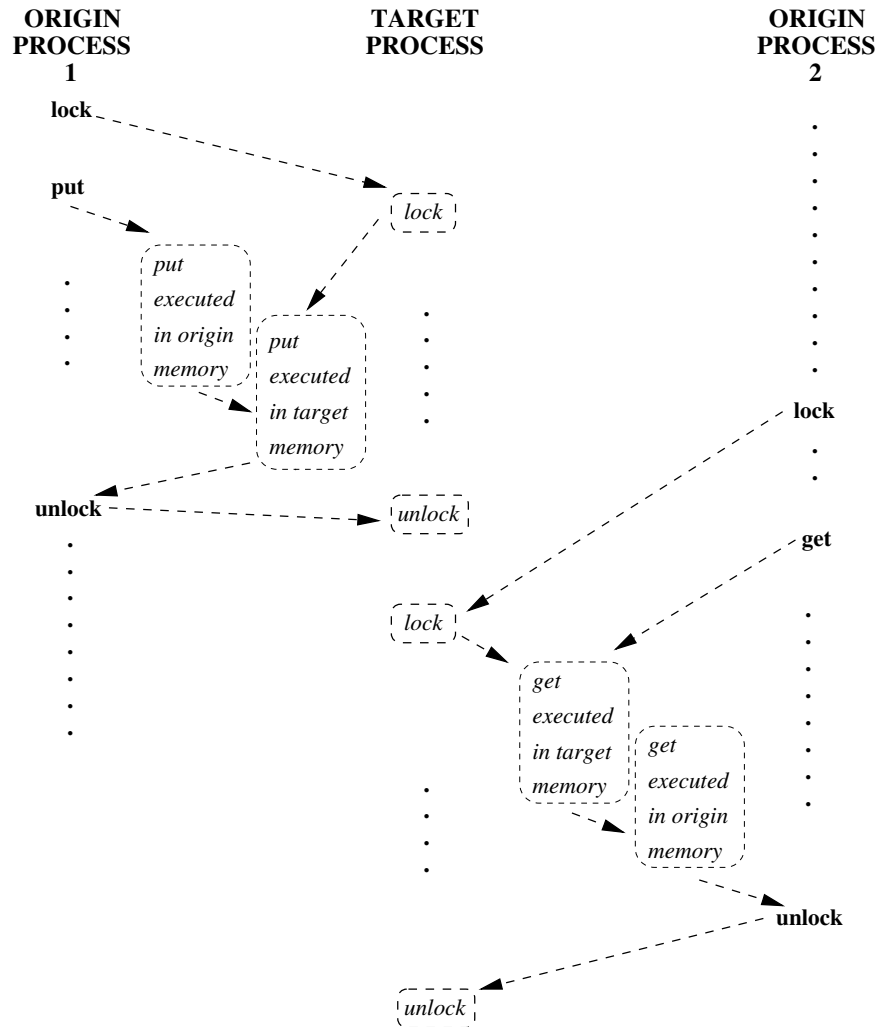 ORIGIN
PROCESS
1
TARGET
PROCESS
ORIGIN
PROCESS
2
lock
put
lock
put
executed
in origin
memory
put
executed
in target
memory
lock
unlock
unlock
get
lock
get
executed
in target
memory
get
executed
in origin
memory
unlock
unlock